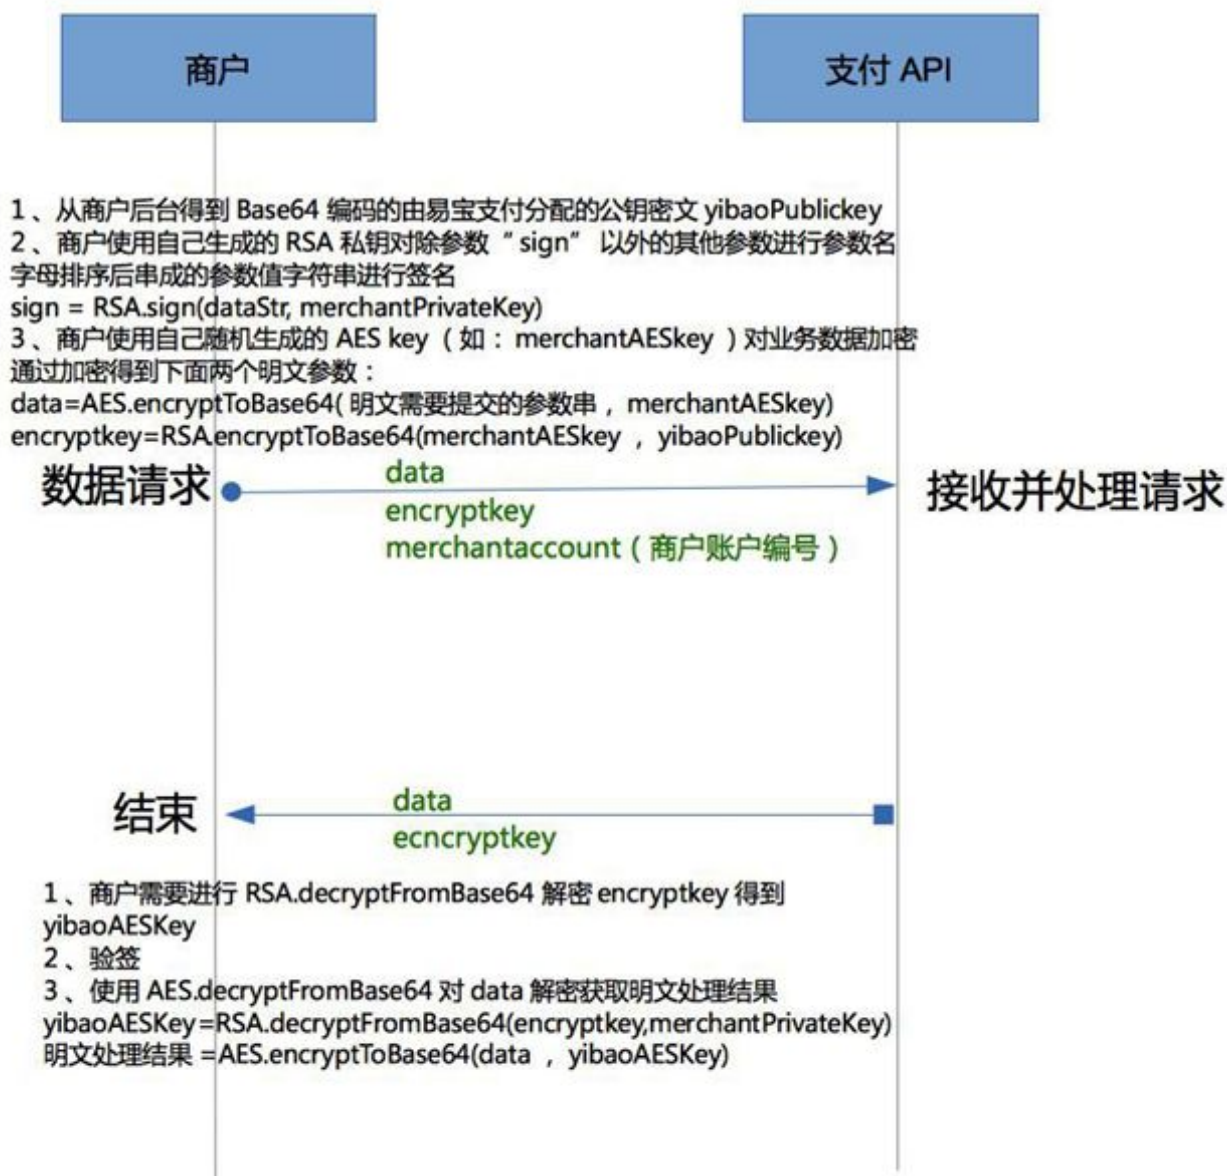 商户
支付 API
1 、从商户后台得到 Base64 编码的由易宝支付分配的公钥密文 yibaoPublickey
2 、商户使用自己生成的 RSA 私钥对除参数“ sign” 以外的其他参数进行参数名
字母排序后串成的参数值字符串进行签名
sign = RSA.sign(dataStr, merchantPrivateKey)
3 、商户使用自己随机生成的 AES key ( 如 : merchantAESkey ) 对业务数据加密
通过加密得到下面两个明文参数 :
data=AES.encryptToBase64( 明文需要提交的参数串 , merchantAESkey)
encryptkey=RSA.encryptToBase64(merchantAESkey , yibaoPublickey)
数据请求
data
encryptkey
merchantaccount ( 商户账户编号 )
接收并处理请求
结束
data
ecncryptkey
1 、商户需要进行 RSA.decryptFromBase64 解密 encryptkey 得到
yibaoAESKey
2 、验签
3 、使用 AES.decryptFromBase64 对 data 解密获取明文处理结果
yibaoAESKey=RSA.decryptFromBase64(encryptkey,merchantPrivateKey)
明文处理结果 =AES.encryptToBase64(data , yibaoAESKey)